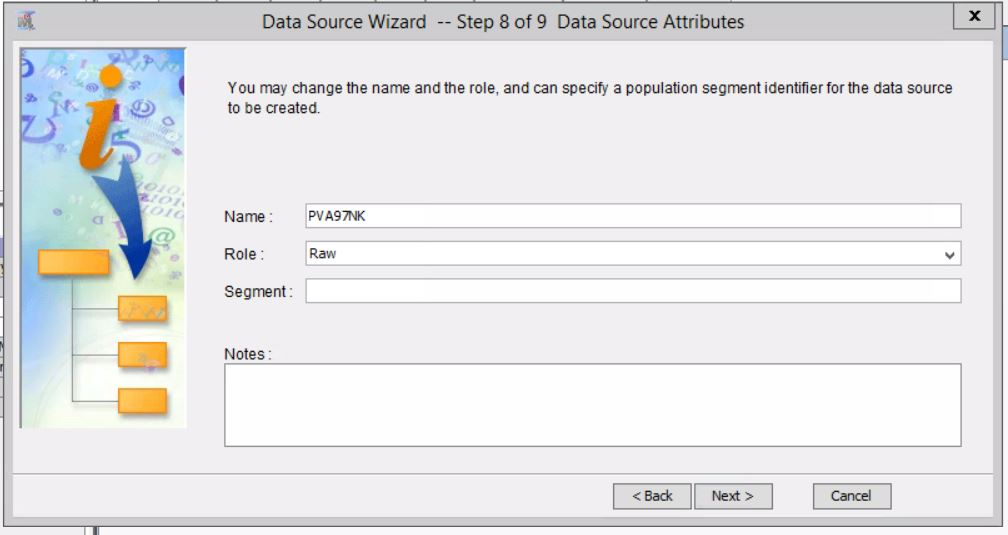 Data Source Wizard -- Step 8 of 9 Data Source Attributes
X
You may change the name and the role, and can specify a population segment identifier for the data source
to be created.
Name : PVA97NK
Role : Raw
Segment :
Notes :
< Back Next > Cancel